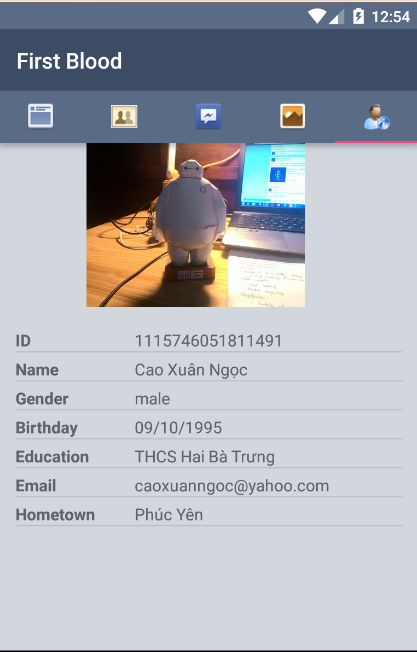 12:54
First Blood
ID 1115746051811491
Name Cao Xuân Ngọc
Gender male
Birthday 09/10/1995
Education THCS Hai Bà Trưng
Email caoxuanngoc@yahoo.com
Hometown Phúc Yên